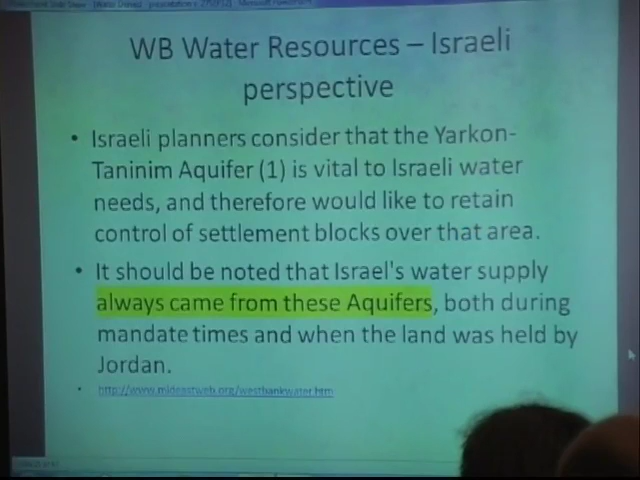 WB Water Resources – Israeli
perspective
• Israeli planners consider that the Yarkon-
Taninim Aquifer (1) is vital to Israeli water
needs, and therefore would like to retain
control of settlement blocks over that area.
• It should be noted that Israel's water supply
always came from these Aquifers, both during
mandate times and when the land was held by
Jordan.
• http://www.mideastweb.org/westbankwater.htm